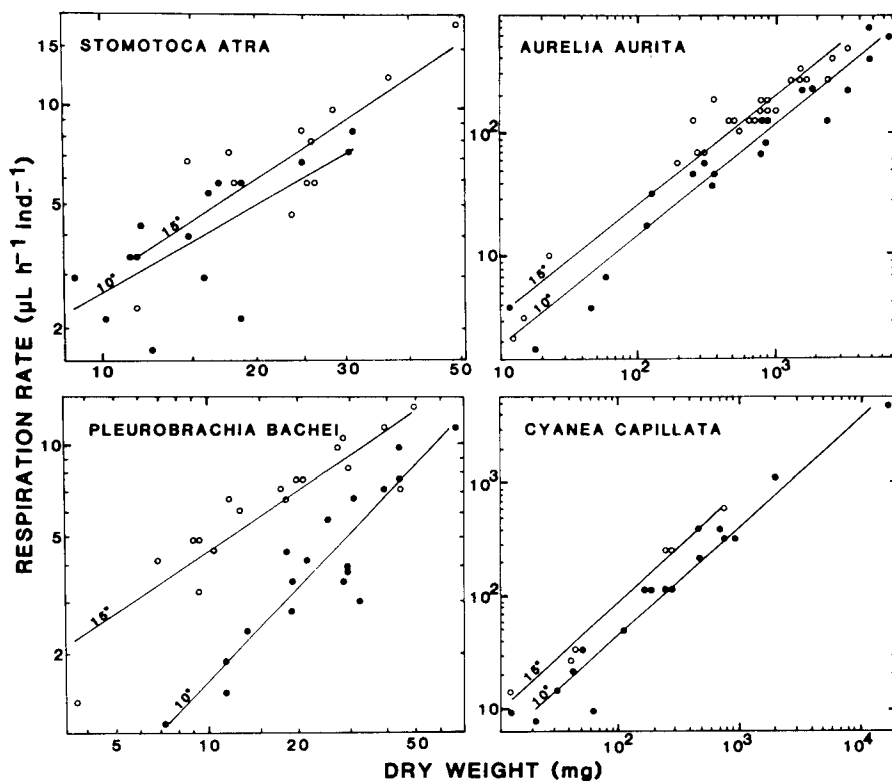 RESPIRATION RATE (µL h⁻¹ ind.⁻¹)
STOMOTOCA ATRA
15
10
5
2
15°
10°
10 20 30 50
AURELIA AURITA
10²
10
15°
10°
10 10² 10³
PLEUROBRACHIA BACHEI
10
5
2
15°
10°
5 10 20 50
CYANEA CAPILLATA
10³
10²
10
15°
10°
10² 10³ 10⁴
DRY WEIGHT (mg)